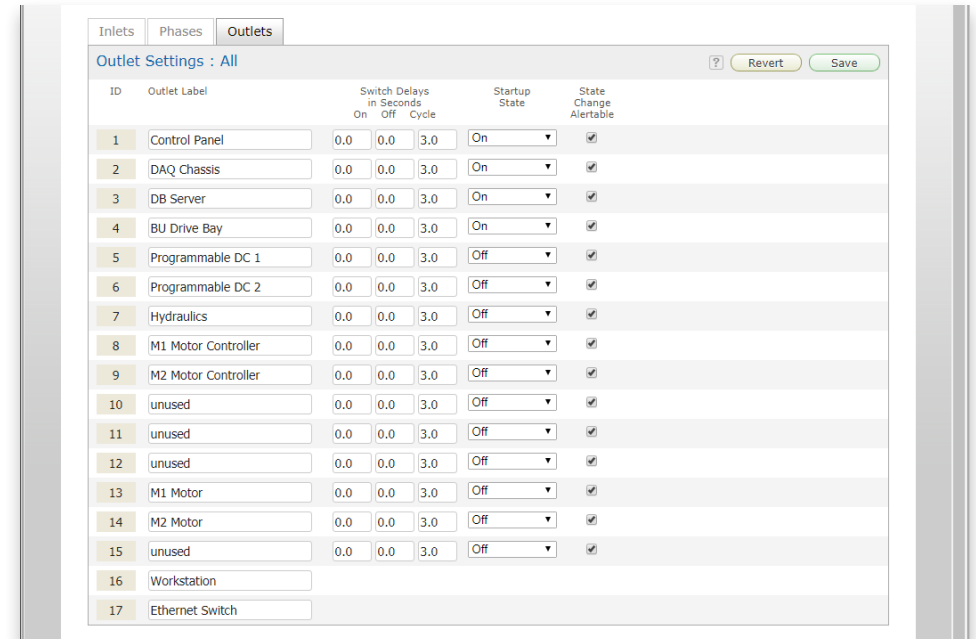 Inlets Phases Outlets
Outlet Settings : All ? Revert Save
ID Outlet Label Switch Delays in Seconds On Off Cycle Startup State State Change Alertable
1 Control Panel 0.0 0.0 3.0 On
2 DAQ Chassis 0.0 0.0 3.0 On
3 DB Server 0.0 0.0 3.0 On
4 BU Drive Bay 0.0 0.0 3.0 On
5 Programmable DC 1 0.0 0.0 3.0 Off
6 Programmable DC 2 0.0 0.0 3.0 Off
7 Hydraulics 0.0 0.0 3.0 Off
8 M1 Motor Controller 0.0 0.0 3.0 Off
9 M2 Motor Controller 0.0 0.0 3.0 Off
10 unused 0.0 0.0 3.0 Off
11 unused 0.0 0.0 3.0 Off
12 unused 0.0 0.0 3.0 Off
13 M1 Motor 0.0 0.0 3.0 Off
14 M2 Motor 0.0 0.0 3.0 Off
15 unused 0.0 0.0 3.0 Off
16 Workstation
17 Ethernet Switch